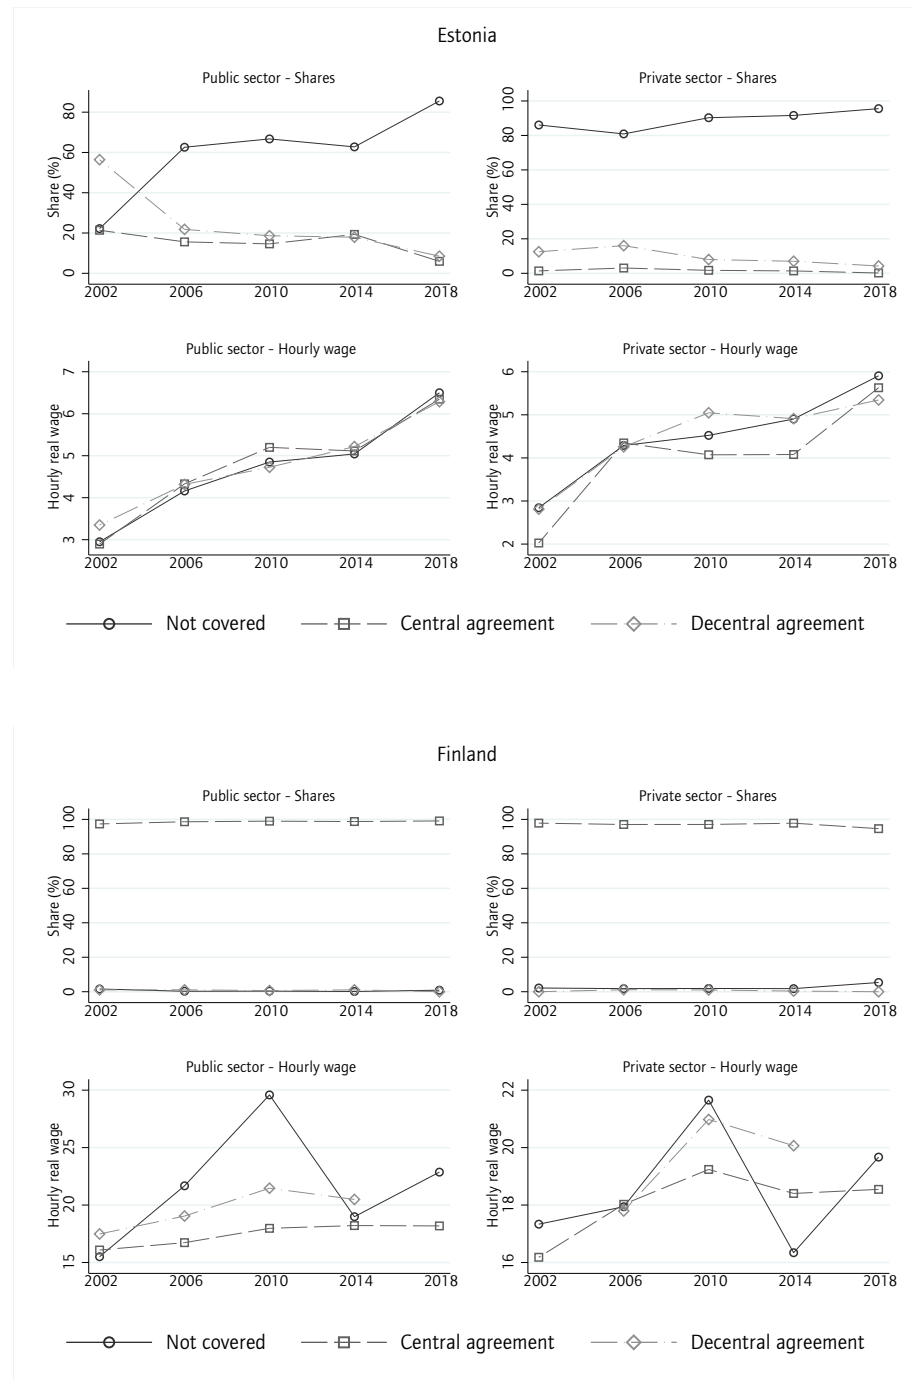 Estonia
Public sector - Shares
Private sector - Shares
Share (%)
80
60
40
20
0
2002 2006 2010 2014 2018
Share (%)
100
80
60
40
20
0
2002 2006 2010 2014 2018
Public sector - Hourly wage
Private sector - Hourly wage
Hourly real wage
7
6
5
4
3
2002 2006 2010 2014 2018
Hourly real wage
6
5
4
3
2
2002 2006 2010 2014 2018
Not covered Central agreement Decentral agreement
Finland
Public sector - Shares
Private sector - Shares
Share (%)
100
80
60
40
20
0
2002 2006 2010 2014 2018
Share (%)
100
80
60
40
20
0
2002 2006 2010 2014 2018
Public sector - Hourly wage
Private sector - Hourly wage
Hourly real wage
30
25
20
15
2002 2006 2010 2014 2018
Hourly real wage
22
20
18
16
2002 2006 2010 2014 2018
Not covered Central agreement Decentral agreement